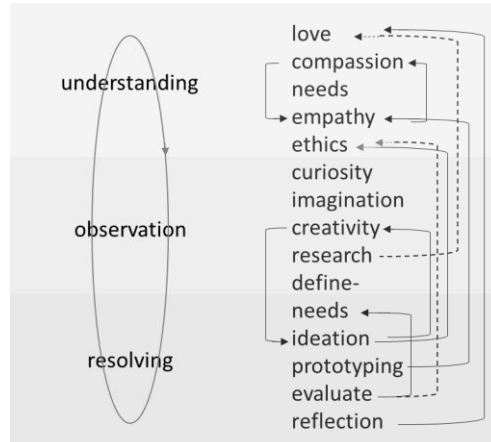 love
compassion
understanding
needs
empathy
ethics
curiosity
imagination
creativity
observation
research
define-
needs
ideation
resolving
prototyping
evaluate
reflection